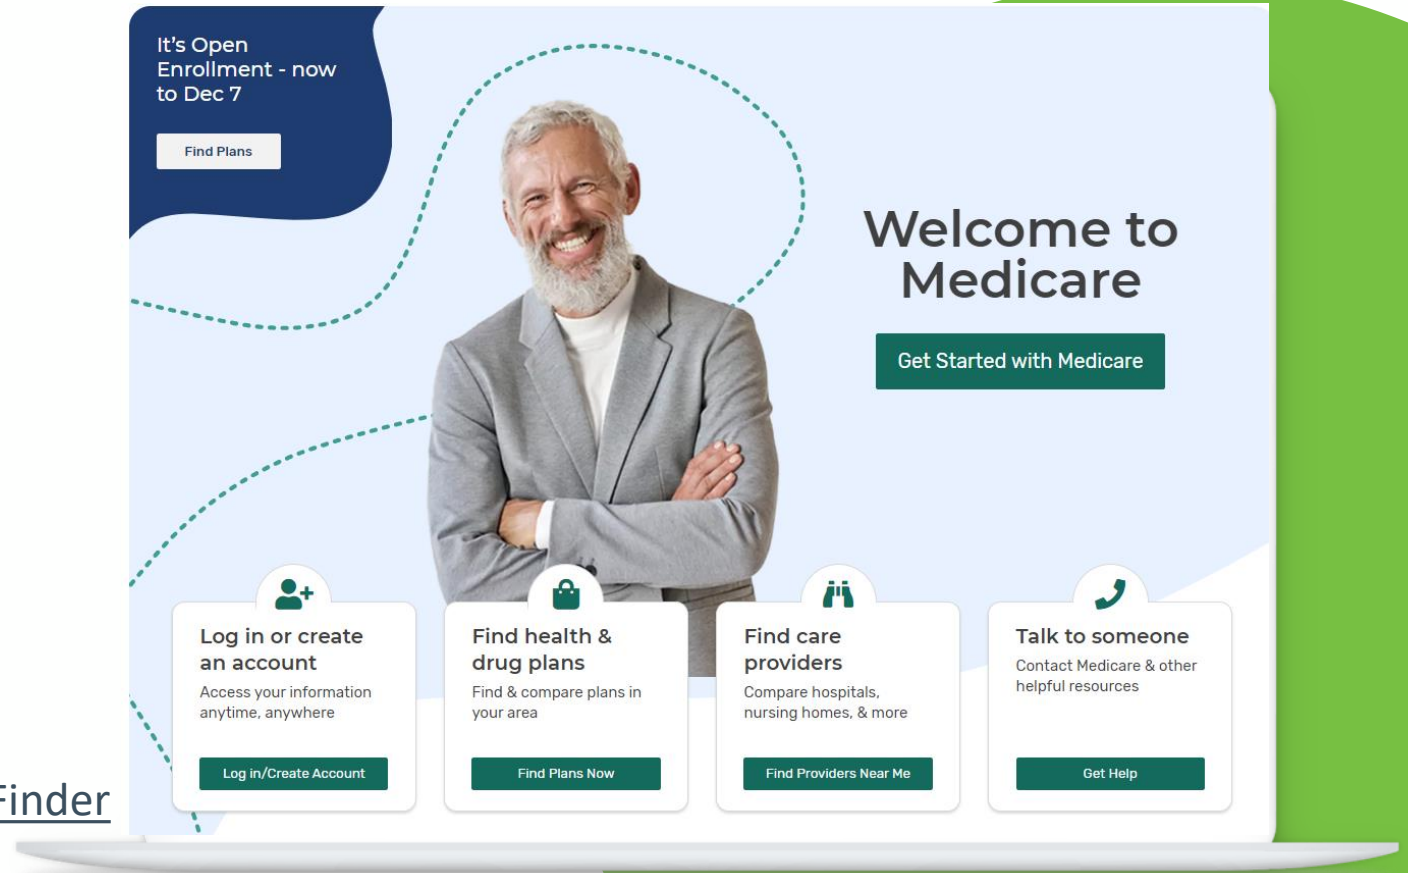 It's Open
Enrollment - now
to Dec 7
Find Plans
Welcome to
Medicare
Get Started with Medicare
Log in or create
an account
Access your information
anytime, anywhere
Log in/Create Account
Find health &
drug plans
Find & compare plans in
your area
Find Plans Now
Find care
providers
Compare hospitals,
nursing homes, & more
Find Providers Near Me
Talk to someone
Contact Medicare & other
helpful resources
Get Help
Finder